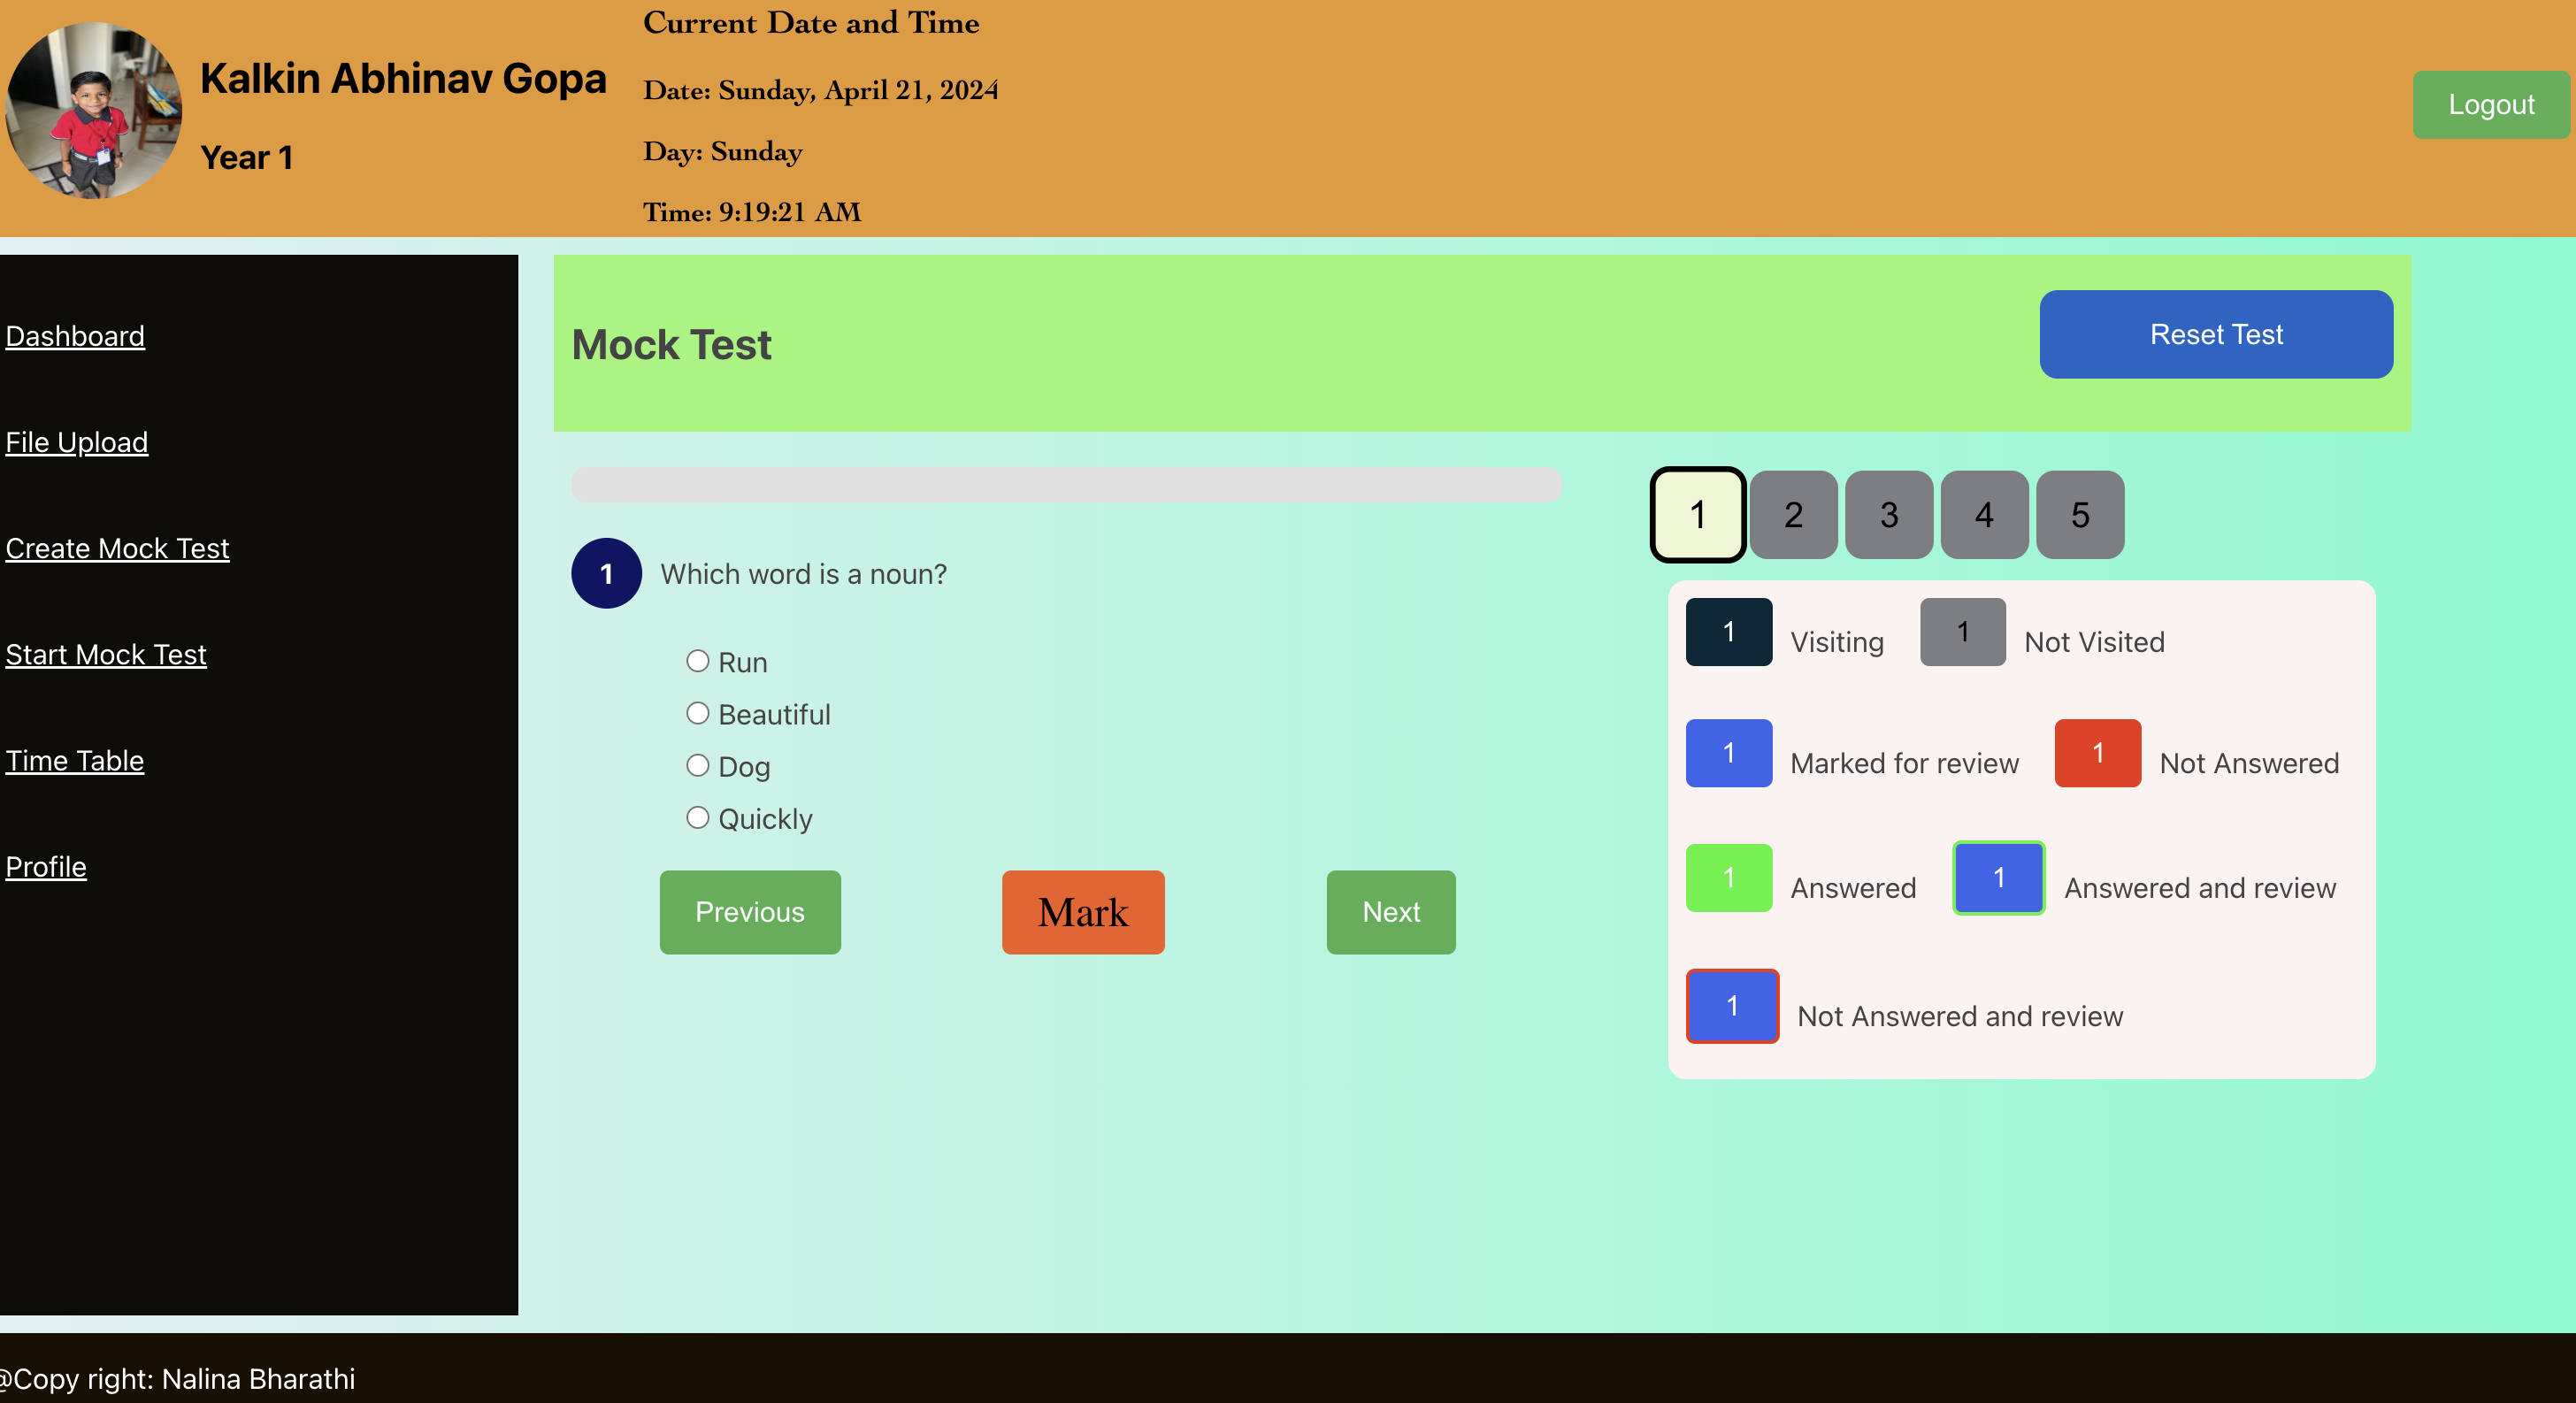 Current Date and Time
Kalkin Abhinav Gopa
Date: Sunday, April 21, 2024
Year 1
Day: Sunday
Time: 9:19:21 AM
Logout
Dashboard
File Upload
Create Mock Test
Start Mock Test
Time Table
Profile
Mock Test
Reset Test
1 Which word is a noun?
Run
Beautiful
Dog
Quickly
Previous Mark Next
1 2 3 4 5
1 Visiting 1 Not Visited
1 Marked for review 1 Not Answered
1 Answered 1 Answered and review
1 Not Answered and review
@Copy right: Nalina Bharathi